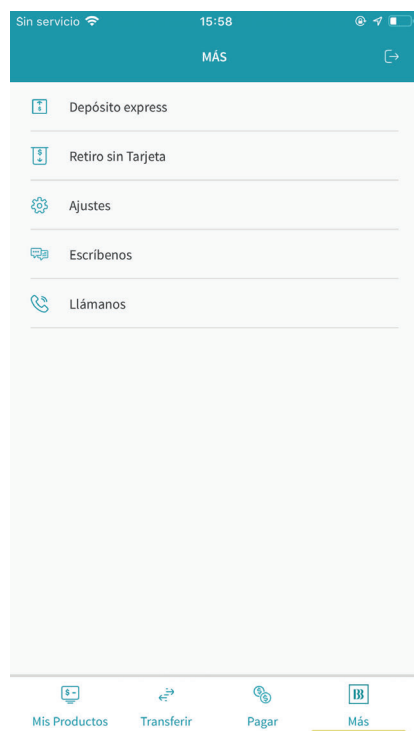 Sin servicio 15:58
MÁS
Depósito express
Retiro sin Tarjeta
Ajustes
Escríbenos
Llámanos
Mis Productos Transferir Pagar Más